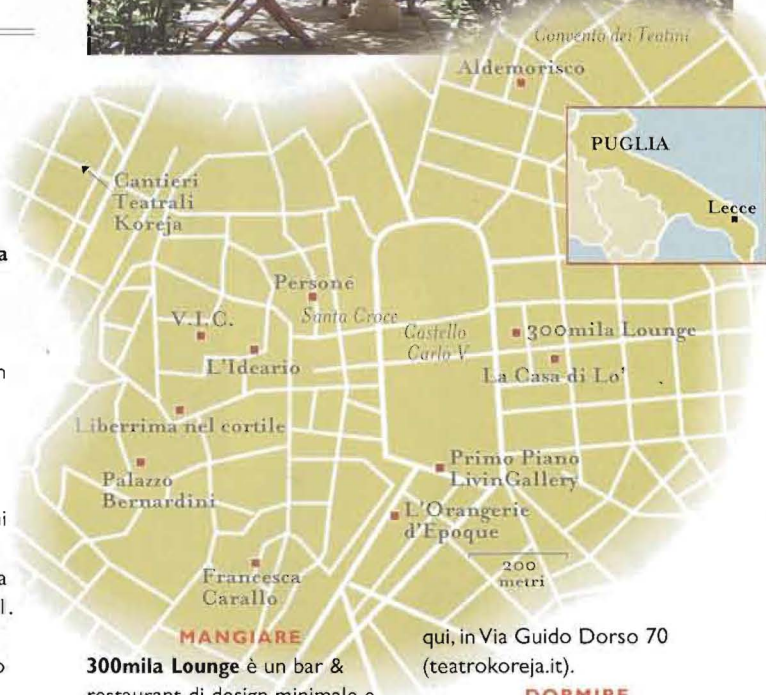 Convento dei Teatini
Aldemorisco
PUGLIA
Lecce
Cantieri
Teatrali
Koreja
a
Personé
Santa Croce
V.I.C.
Castello
Carlo V
300mila Lounge
L'Ideario
La Casa di Lo'
n
Liberrima nel cortile
Primo Piano
LivinGallery
Palazzo
Bernardini
L'Orangerie
d'Epoque
i
200
metri
a
Francesca
Carallo
l.
MANGIARE
300mila Lounge è un bar &
restaurant di design minimale e
o
qui, in Via Guido Dorso 70
(teatrokoreja.it).
DORMIRE